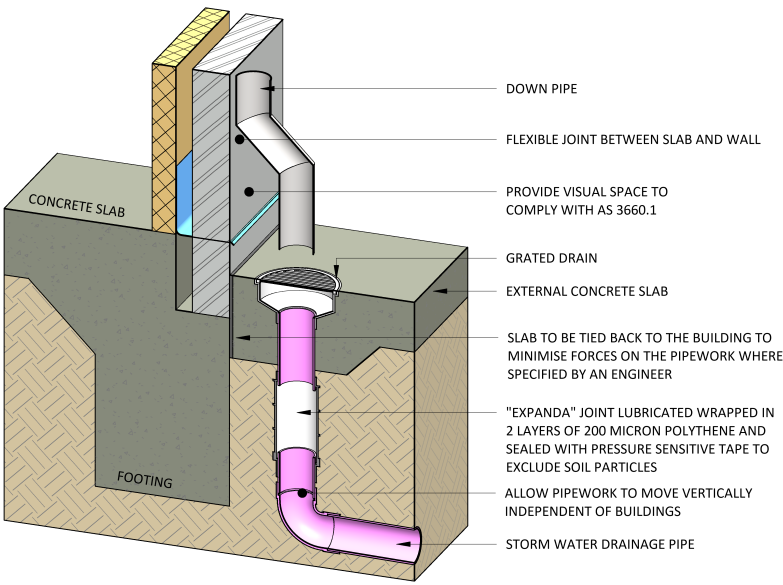 DOWN PIPE
FLEXIBLE JOINT BETWEEN SLAB AND WALL
PROVIDE VISUAL SPACE TO
COMPLY WITH AS 3660.1
CONCRETE SLAB
GRATED DRAIN
EXTERNAL CONCRETE SLAB
SLAB TO BE TIED BACK TO THE BUILDING TO
MINIMISE FORCES ON THE PIPEWORK WHERE
SPECIFIED BY AN ENGINEER
"EXPANDA" JOINT LUBRICATED WRAPPED IN
2 LAYERS OF 200 MICRON POLYTHENE AND
SEALED WITH PRESSURE SENSITIVE TAPE TO
EXCLUDE SOIL PARTICLES
FOOTING
ALLOW PIPEWORK TO MOVE VERTICALLY
INDEPENDENT OF BUILDINGS
STORM WATER DRAINAGE PIPE